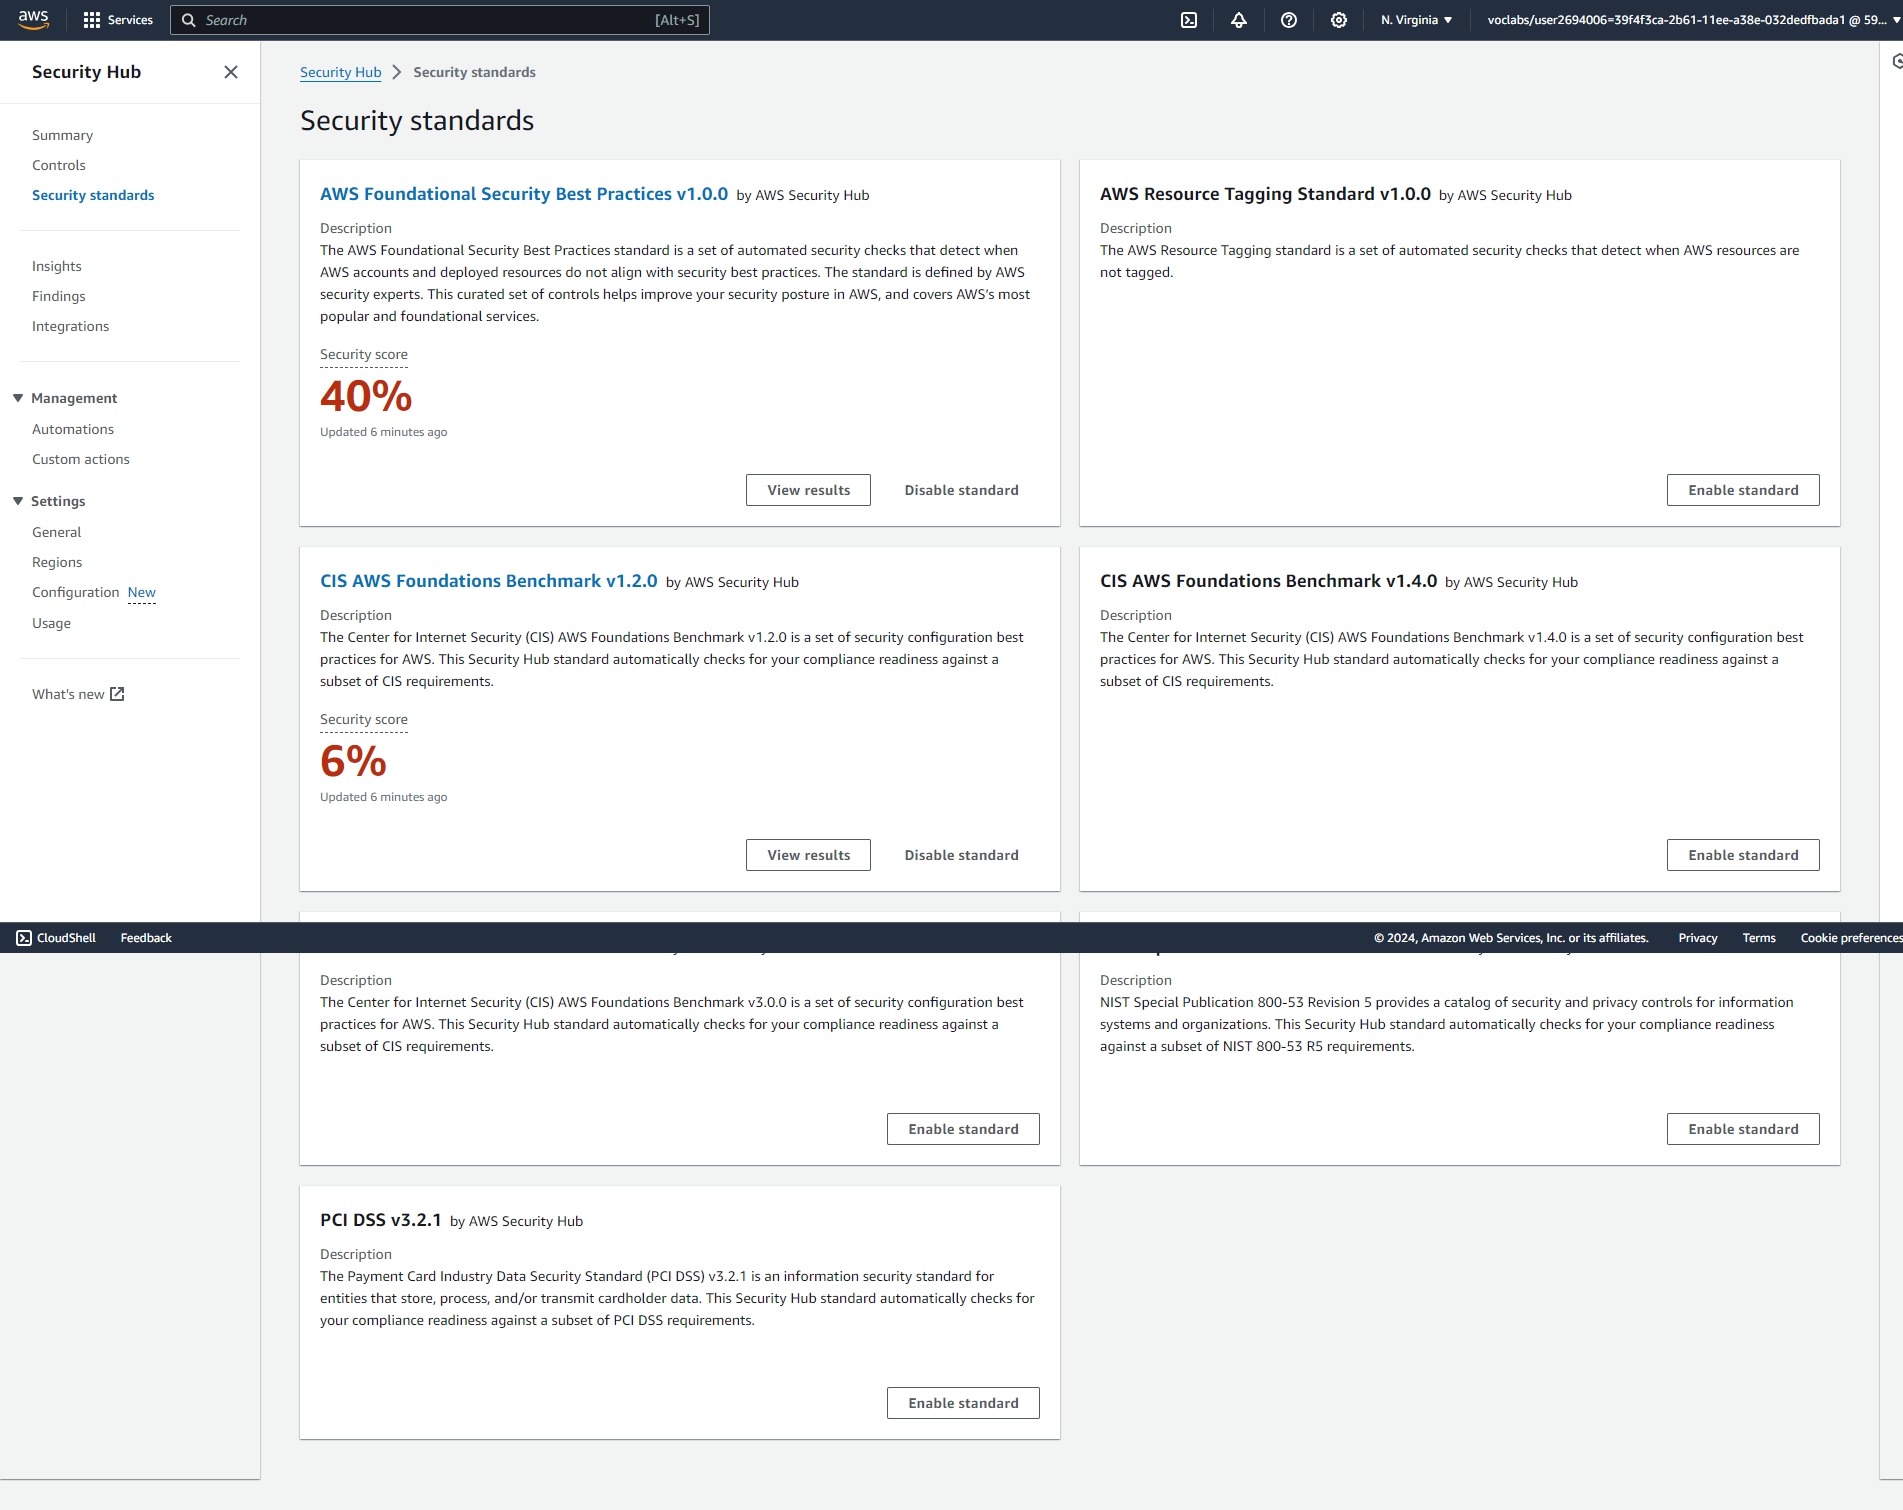 aws
Services
Search
[Alt+S]
N. Virginia
voclabs/user2694006=39f4f3ca-2b61-11ee-a38e-032dedfbada1 @ 59...
Security Hub
Summary
Controls
Security standards
Insights
Findings
Integrations
Management
Automations
Custom actions
Settings
General
Regions
Configuration New
Usage
What's new
Security Hub > Security standards
Security standards
AWS Foundational Security Best Practices v1.0.0 by AWS Security Hub
Description
The AWS Foundational Security Best Practices standard is a set of automated security checks that detect when
AWS accounts and deployed resources do not align with security best practices. The standard is defined by AWS
security experts. This curated set of controls helps improve your security posture in AWS, and covers AWS’s most
popular and foundational services.
Security score
40%
Updated 6 minutes ago
View results
Disable standard
AWS Resource Tagging Standard v1.0.0 by AWS Security Hub
Description
The AWS Resource Tagging standard is a set of automated security checks that detect when AWS resources are
not tagged.
Enable standard
CIS AWS Foundations Benchmark v1.2.0 by AWS Security Hub
Description
The Center for Internet Security (CIS) AWS Foundations Benchmark v1.2.0 is a set of security configuration best
practices for AWS. This Security Hub standard automatically checks for your compliance readiness against a
subset of CIS requirements.
Security score
6%
Updated 6 minutes ago
View results
Disable standard
CIS AWS Foundations Benchmark v1.4.0 by AWS Security Hub
Description
The Center for Internet Security (CIS) AWS Foundations Benchmark v1.4.0 is a set of security configuration best
practices for AWS. This Security Hub standard automatically checks for your compliance readiness against a
subset of CIS requirements.
Enable standard
CloudShell
Feedback
© 2024, Amazon Web Services, Inc. or its affiliates.
Privacy
Terms
Cookie preferences
Description
The Center for Internet Security (CIS) AWS Foundations Benchmark v3.0.0 is a set of security configuration best
practices for AWS. This Security Hub standard automatically checks for your compliance readiness against a
subset of CIS requirements.
Enable standard
Description
NIST Special Publication 800-53 Revision 5 provides a catalog of security and privacy controls for information
systems and organizations. This Security Hub standard automatically checks for your compliance readiness
against a subset of NIST 800-53 R5 requirements.
Enable standard
PCI DSS v3.2.1 by AWS Security Hub
Description
The Payment Card Industry Data Security Standard (PCI DSS) v3.2.1 is an information security standard for
entities that store, process, and/or transmit cardholder data. This Security Hub standard automatically checks for
your compliance readiness against a subset of PCI DSS requirements.
Enable standard